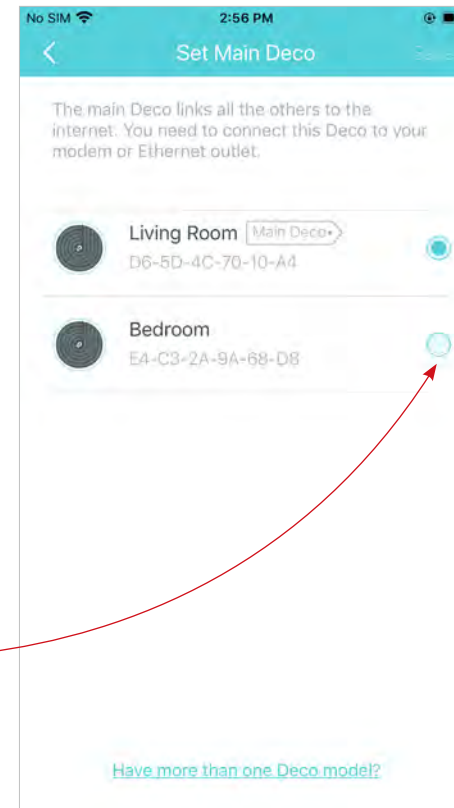 No SIM 2:56 PM
Set Main Deco Save
The main Deco links all the others to the
internet. You need to connect this Deco to your
modem or Ethernet outlet.
Living Room Main Deco
D6-5D-4C-70-10-A4
Bedroom
E4-C3-2A-9A-68-D8
Have more than one Deco model?